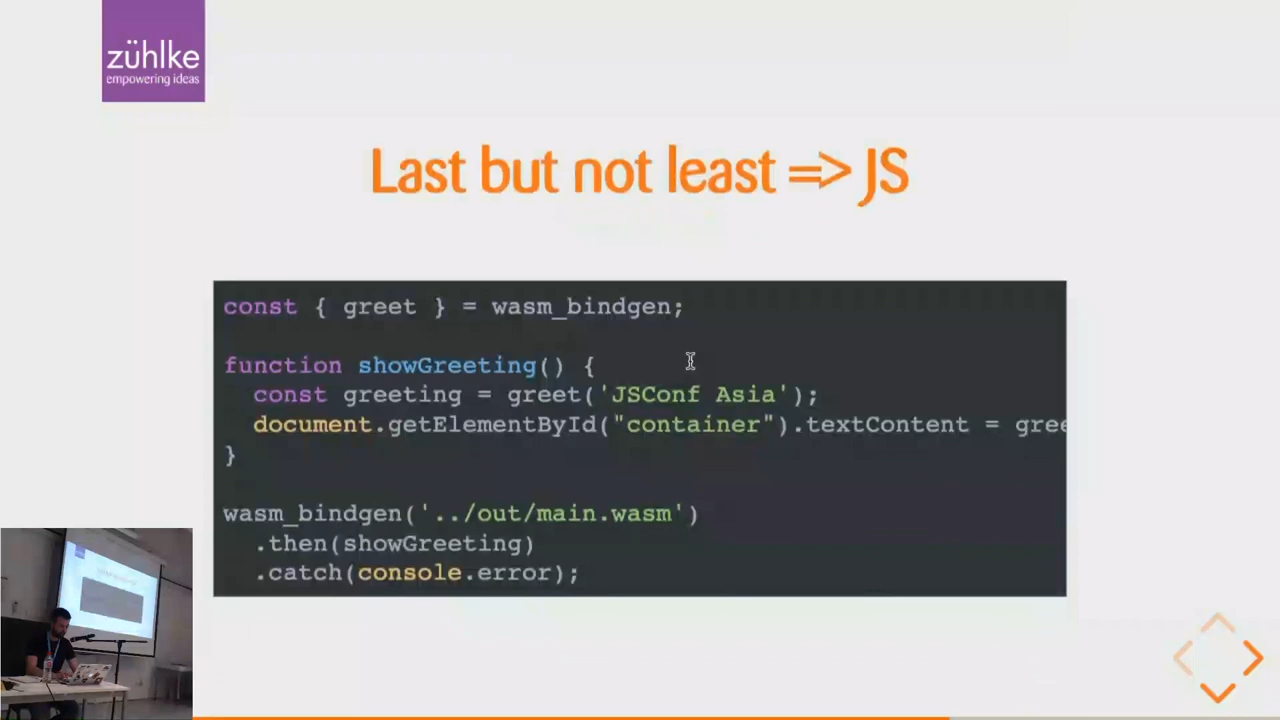 zühlke
empowering ideas
Last but not least => JS
const { greet } = wasm_bindgen;
function showGreeting() {
  const greeting = greet('JSConf Asia');
  document.getElementById("container").textContent = gree
}
wasm_bindgen('../out/main.wasm')
  .then(showGreeting)
  .catch(console.error);